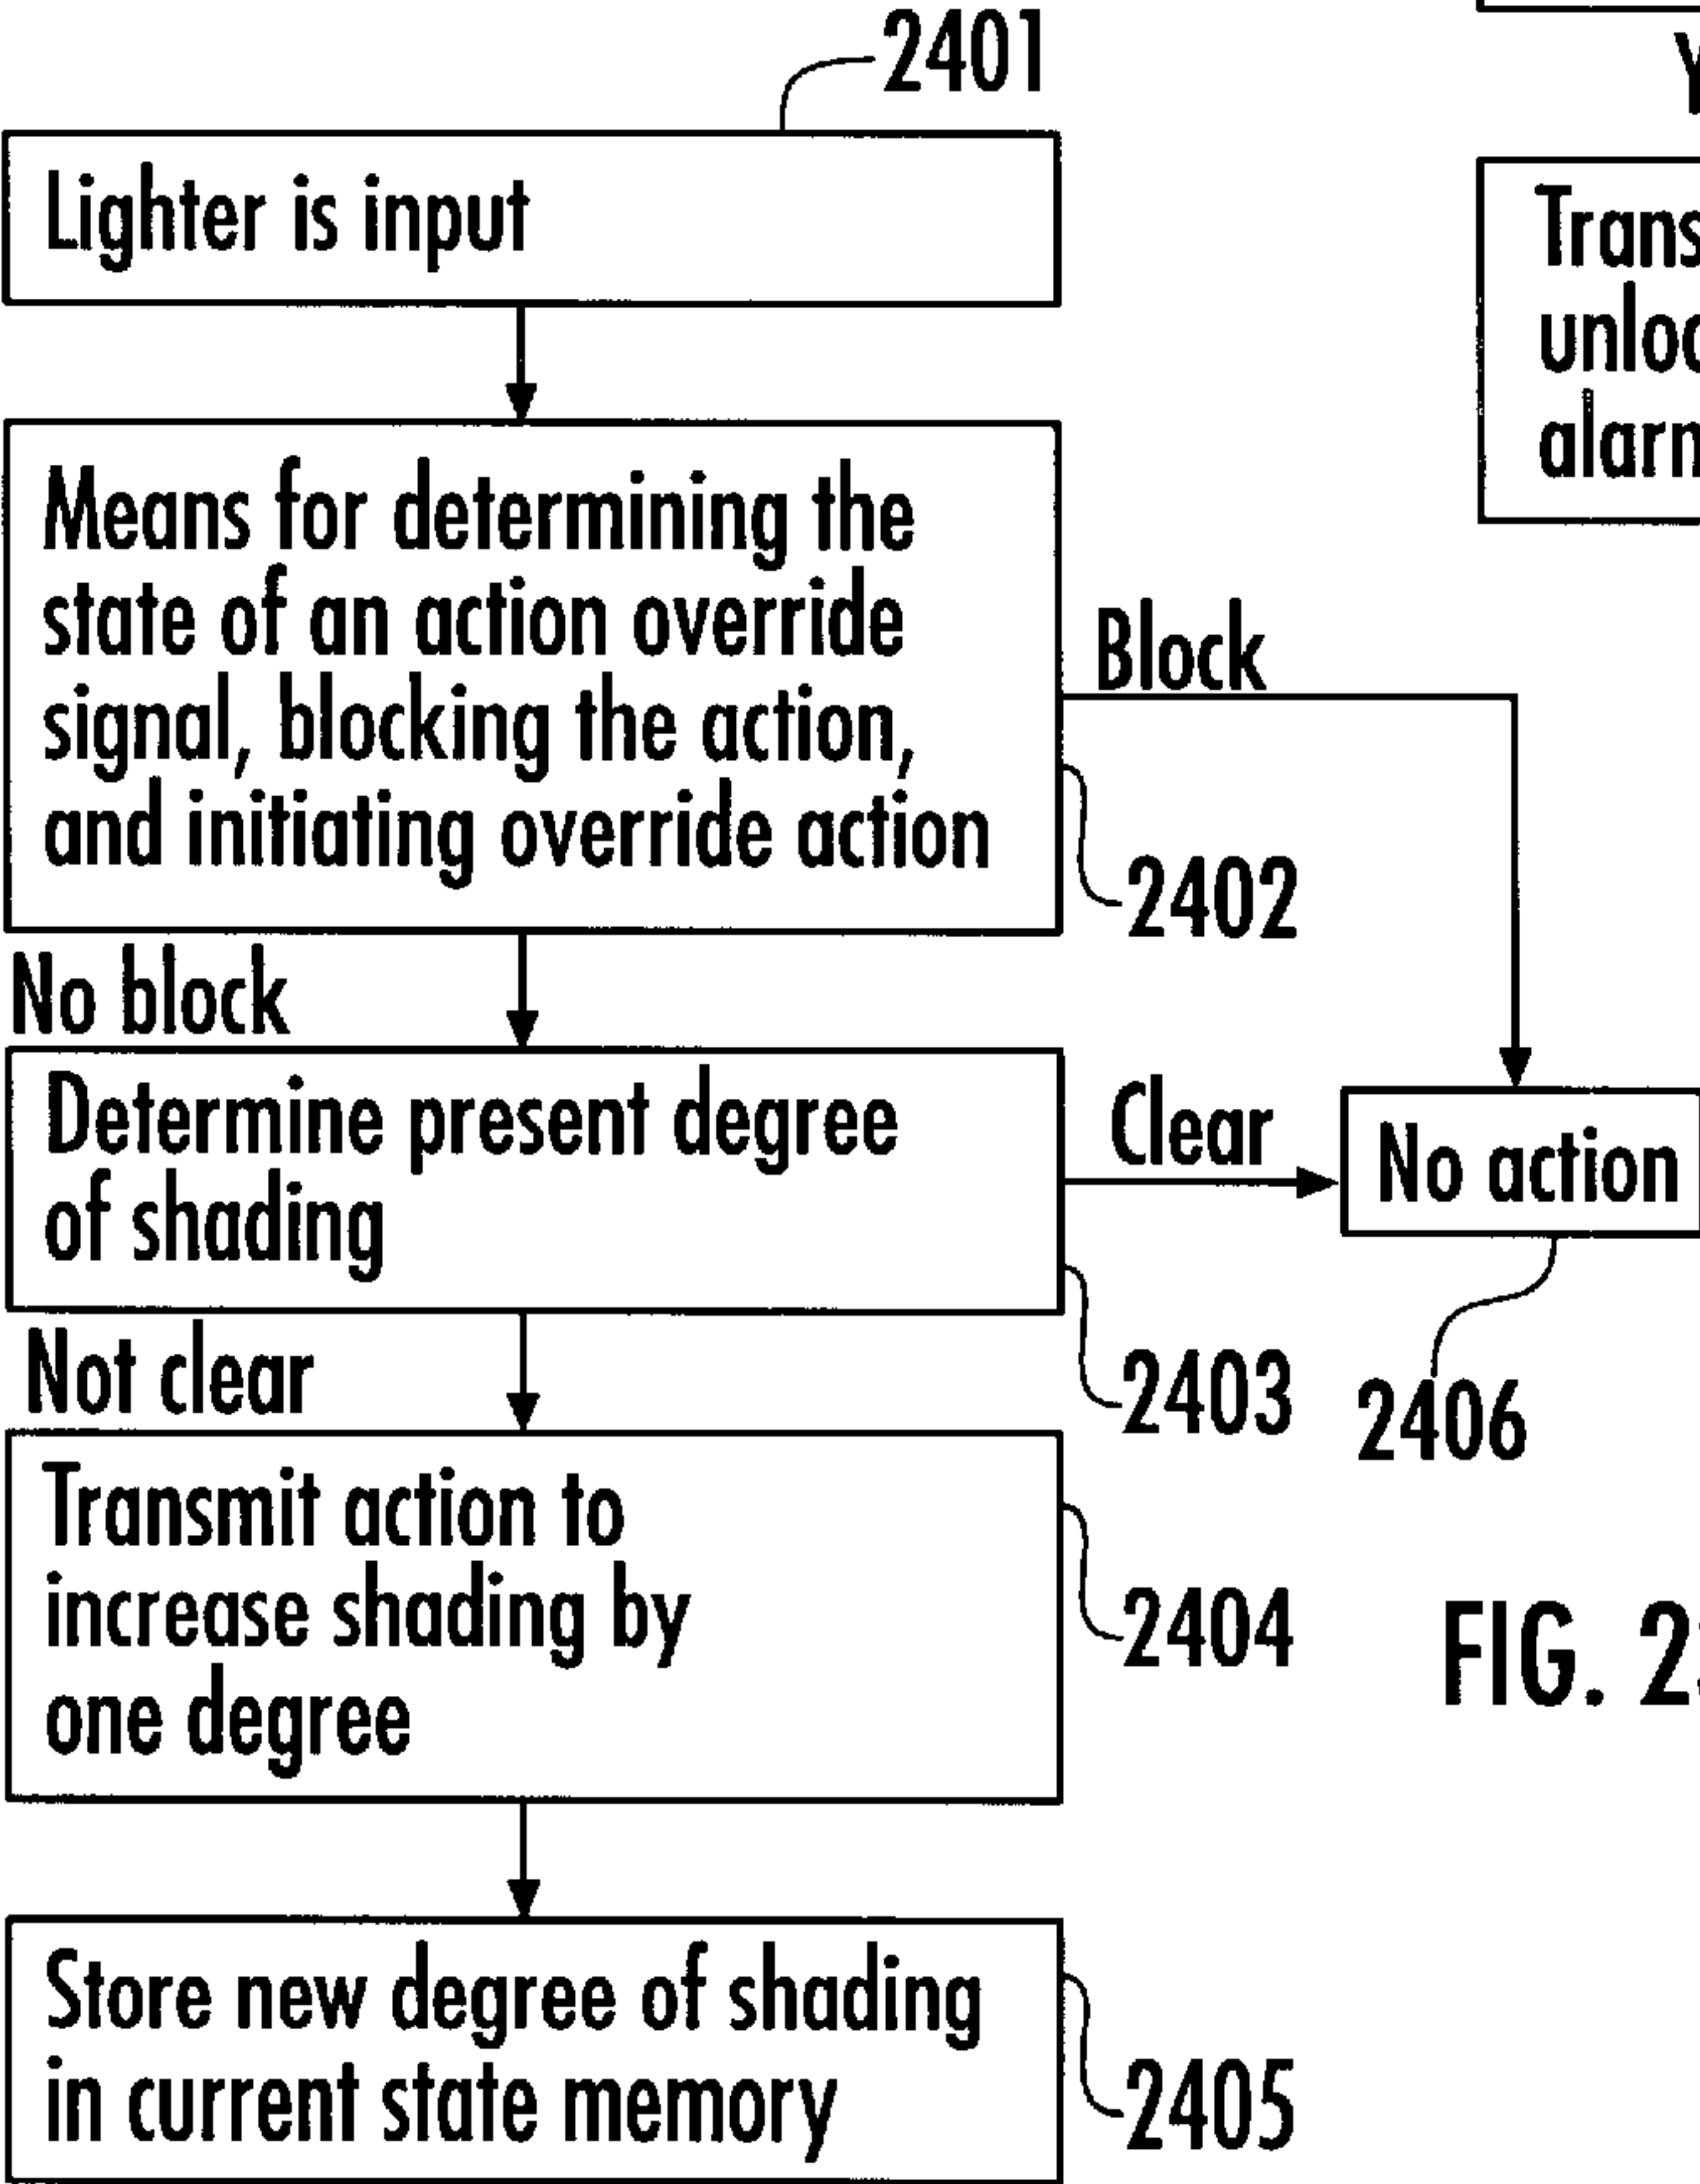 2401
Lighter is input
Means for determining the
state of an action override
signal, blocking the action,
and initiating override action
Block
2402
No block
Determine present degree
of shading
Clear
No action
2403
2406
Not clear
Transmit action to
increase shading by
one degree
2404
Store new degree of shading
in current state memory
2405
Y
FIG.